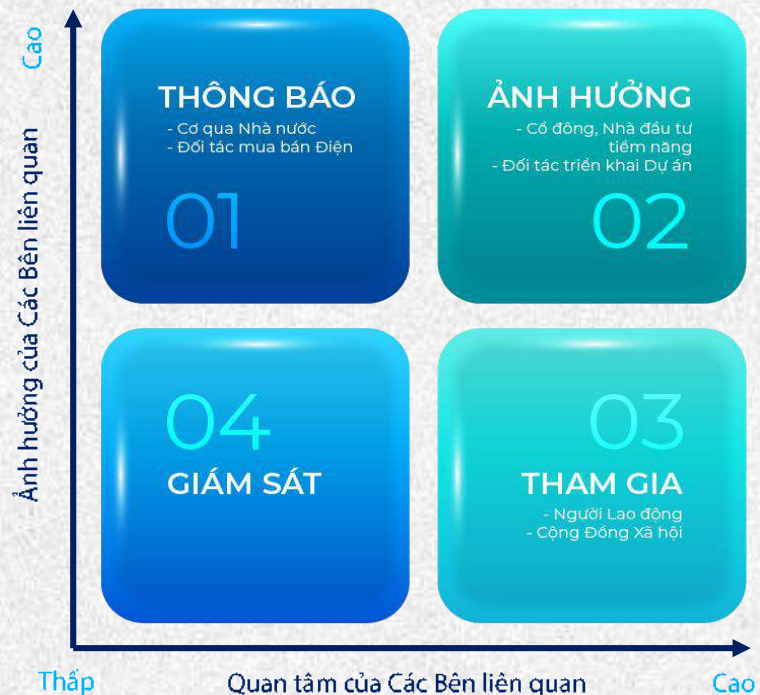 Cao
Ảnh hưởng của Các Bên liên quan
THÔNG BÁO
- Cơ qua Nhà nước
- Đối tác mua bán Điện
01
ẢNH HƯỞNG
- Cổ đông, Nhà đầu tư
tiềm năng
- Đối tác triển khai Dự án
02
04
GIÁM SÁT
03
THAM GIA
- Người Lao động
- Cộng Đồng Xã hội
Thấp
Quan tâm của Các Bên liên quan
Cao